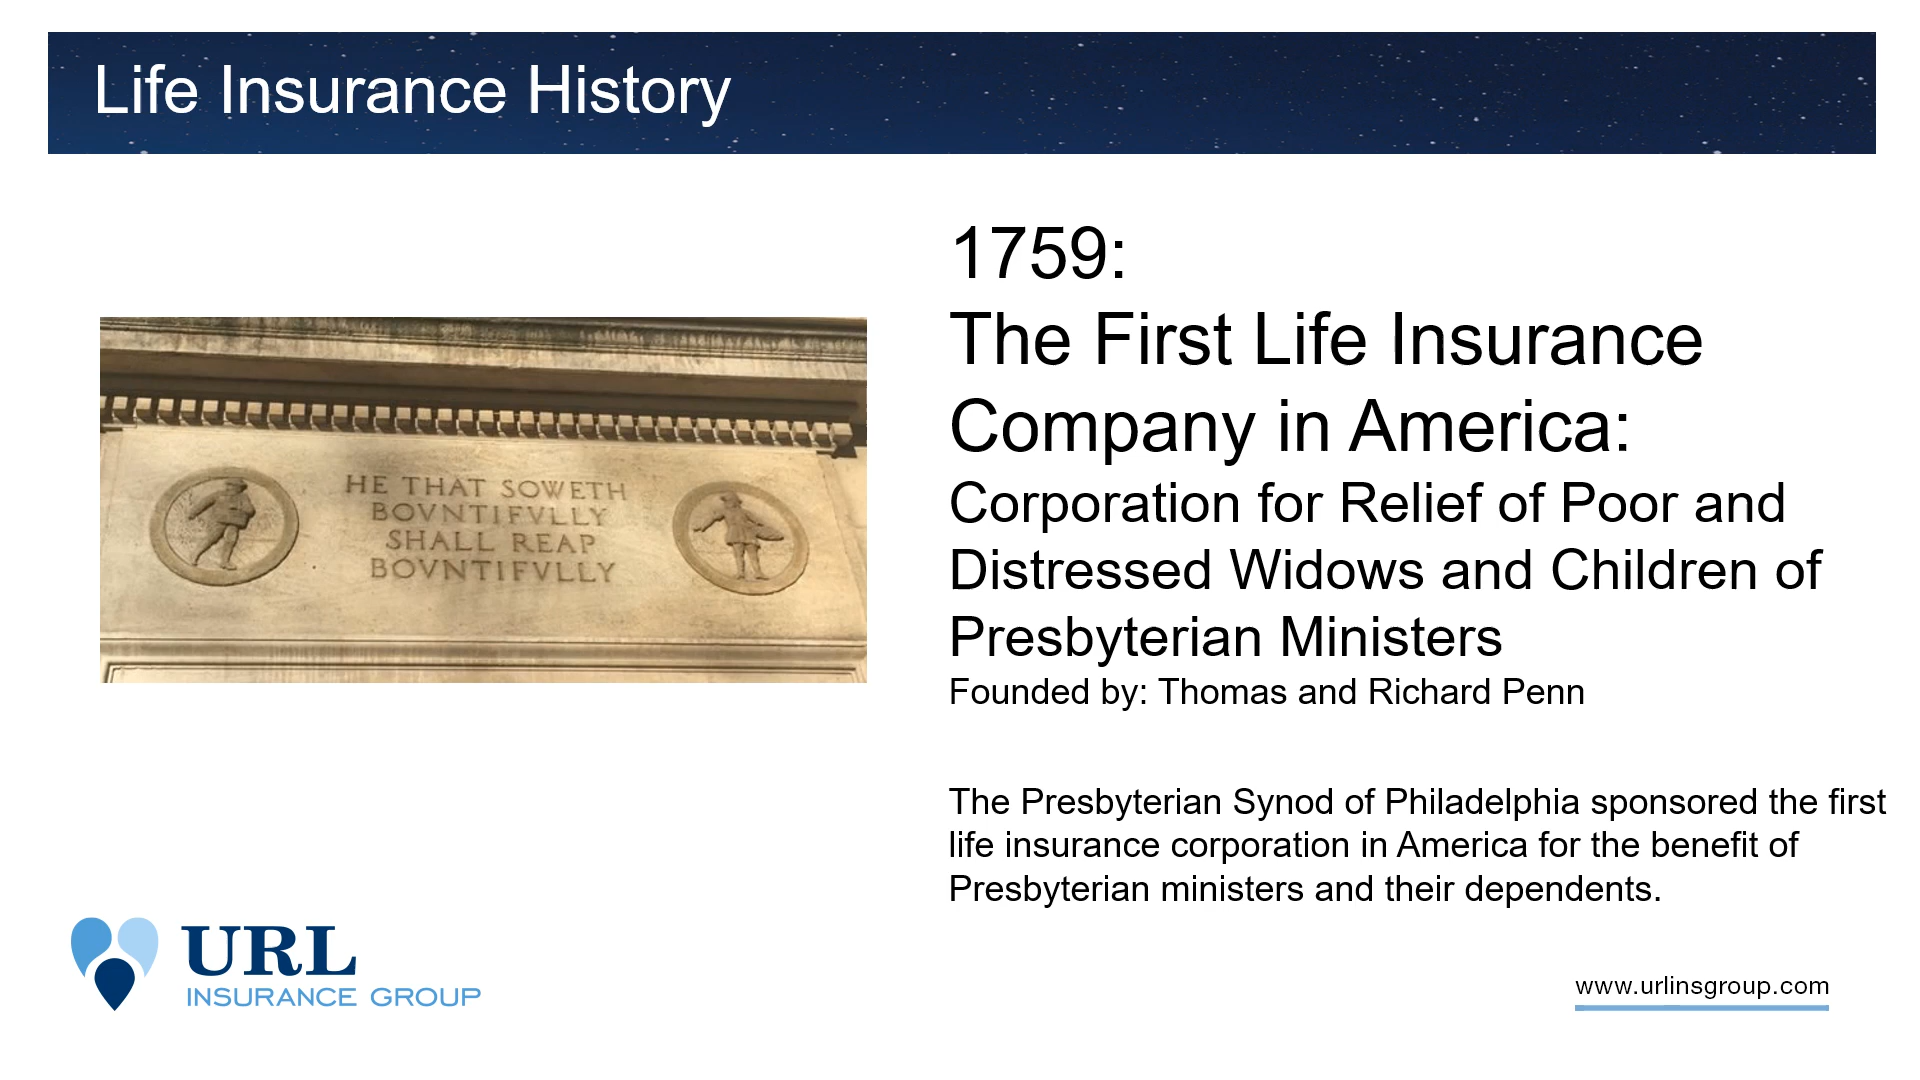 Life Insurance History
HE THAT SOWETH
BOVNTIFVLLY
SHALL REAP
BOVNTIFVLLY
1759:
The First Life Insurance
Company in America:
Corporation for Relief of Poor and
Distressed Widows and Children of
Presbyterian Ministers
Founded by: Thomas and Richard Penn
The Presbyterian Synod of Philadelphia sponsored the first
life insurance corporation in America for the benefit of
Presbyterian ministers and their dependents.
URL
INSURANCE GROUP
www.urlinsgroup.com